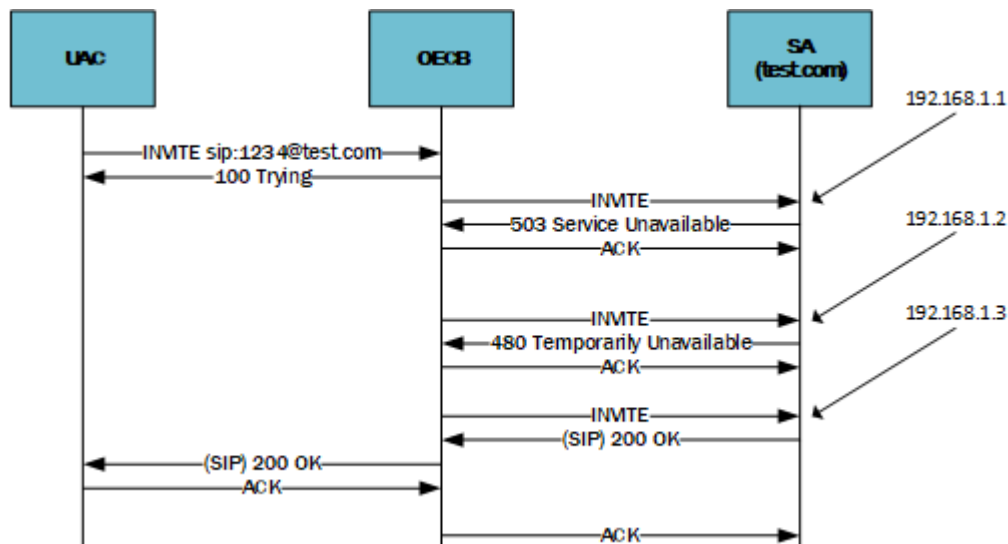 UAC
OECB
SA
(test.com)
192.168.1.1
INVITE sip:1234@test.com
100 Trying
INVITE
503 Service Unavailable
192.168.1.2
ACK
192.168.1.3
INVITE
480 Temporarily Unavailable
ACK
INVITE
(SIP) 200 OK
(SIP) 200 OK
ACK
ACK